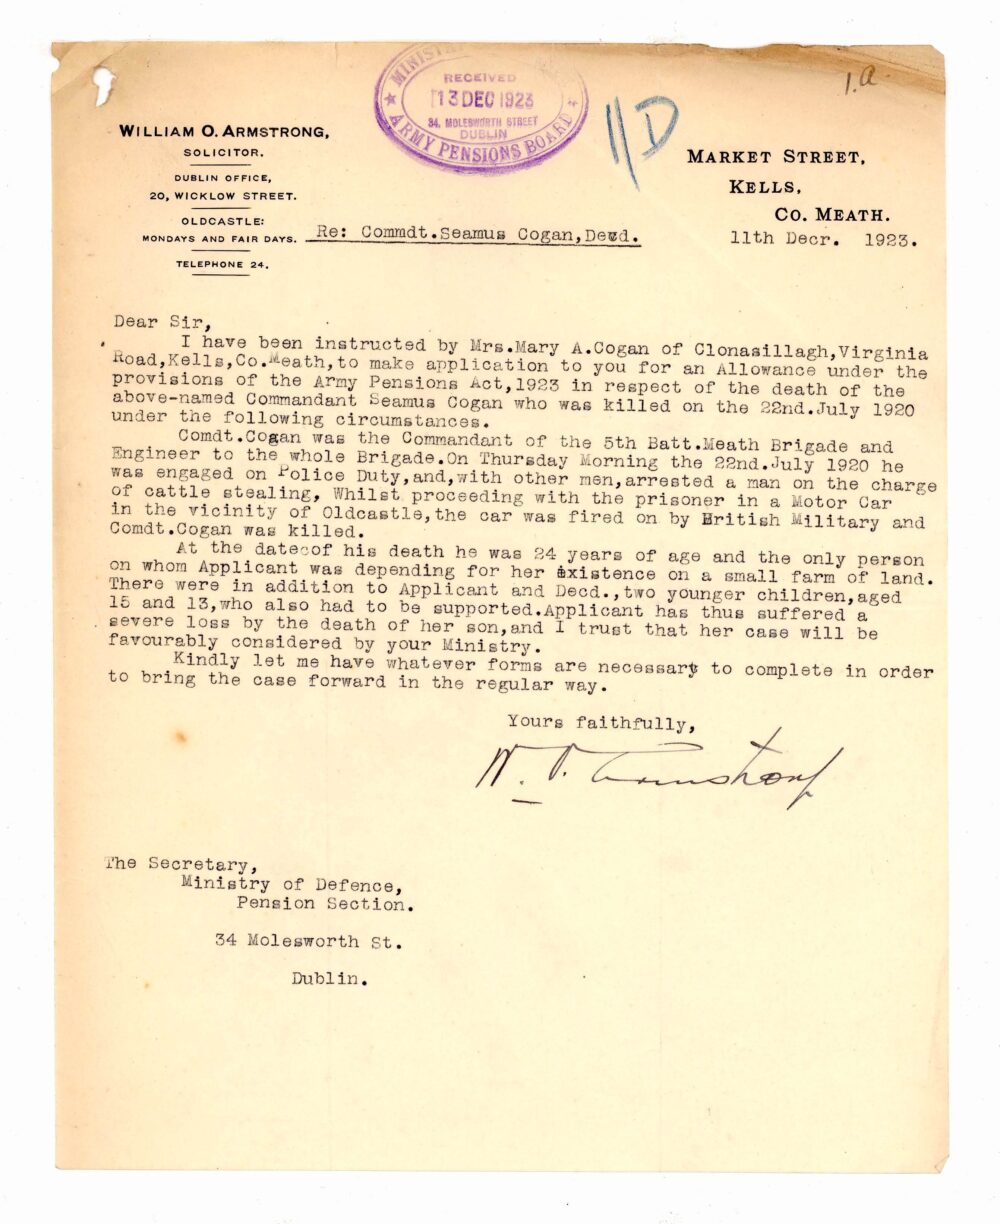 1.a
MINIST
RECEIVED
13 DEC 1923
34, MOLESWORTH STREET
DUBLIN
ARMY PENSIONS BOARD
11D
WILLIAM O. ARMSTRONG,
SOLICITOR.
DUBLIN OFFICE,
20, WICKLOW STREET.
OLDCASTLE:
MONDAYS AND FAIR DAYS.
TELEPHONE 24.
MARKET STREET,
KELLS,
CO. MEATH.
11th Decr. 1923.
Re: Commdt.Seamus Cogan,Dewd.
Dear Sir,
I have been instructed by Mrs.Mary A.Cogan of Clonasillagh,Virginia
Road,Kells,Co.Meath,to make application to you for an Allowance under the
provisions of the Army Pensions Act,1923 in respect of the death of the
above-named Commandant Seamus Cogan who was killed on the 22nd.July 1920
under the following circumstances.
Comdt.Cogan was the Commandant of the 5th Batt.Meath Brigade and
Engineer to the whole Brigade.On Thursday Morning the 22nd.July 1920 he
was engaged on Police Duty,and,with other men,arrested a man on the charge
of cattle stealing, Whilst proceeding with the prisoner in a Motor Car
in the vicinity of Oldcastle,the car was fired on by British Military and
Comdt.Cogan was killed.
At the date of his death he was 24 years of age and the only person
on whom Applicant was depending for her existence on a small farm of land.
There were in addition to Applicant and Decd.,two younger children,aged
15 and 13,who also had to be supported.Applicant has thus suffered a
severe loss by the death of her son,and I trust that her case will be
favourably considered by your Ministry.
Kindly let me have whatever forms are necessary to complete in order
to bring the case forward in the regular way.
Yours faithfully,
W. O. Armstrong
The Secretary,
Ministry of Defence,
Pension Section.
34 Molesworth St.
Dublin.